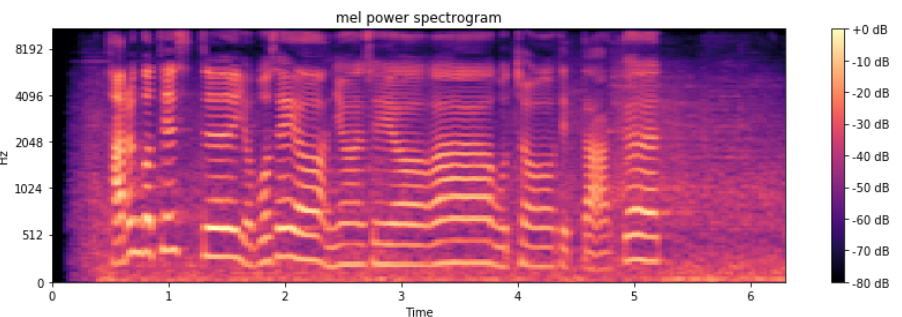 mel power spectrogram
8192
4096
2048
1024
512
0
Hz
0 1 2 3 4 5 6
Time
+0 dB
-10 dB
-20 dB
-30 dB
-40 dB
-50 dB
-60 dB
-70 dB
-80 dB